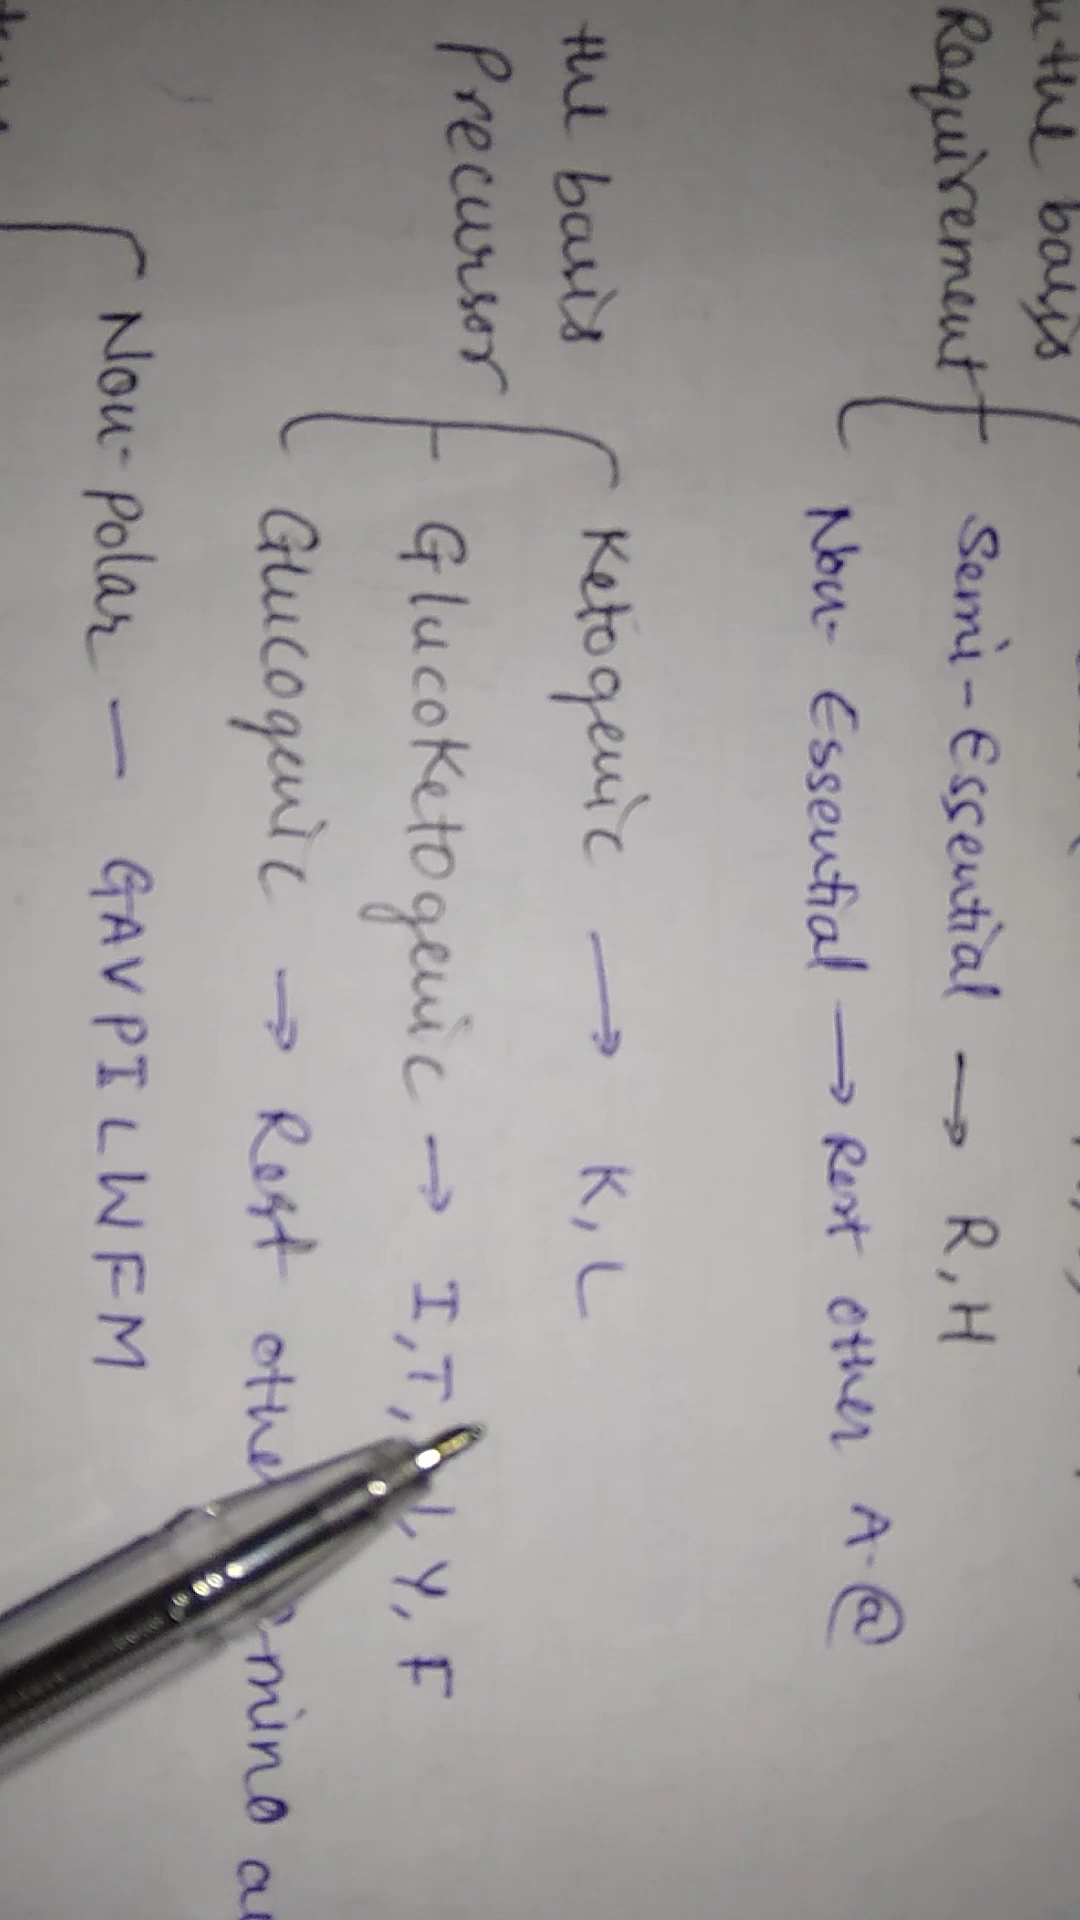 the basis
Requirement
Semi-Essential → R, H
Non-Essential → Rest other A.@
the basis
Precursor
Ketogenic → K, L
Glucoketogenic → I, T, , Y, F
Glucogenic → Rest other
Non-polar — GAVPILWFM